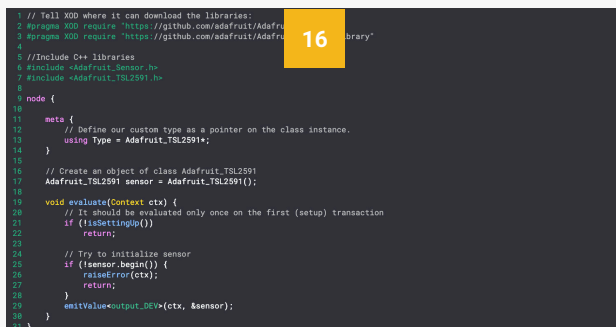 1 // Tell XOD where it can download the libraries:
2 #pragma XOD require "https://github.com/adafruit/Adafru
3 #pragma XOD require "https://github.com/adafruit/Adafru brary"
16
4
5 //Include C++ libraries
6 #include <Adafruit_Sensor.h>
7 #include <Adafruit_TSL2591.h>
8
9 node {
10
11 meta {
12 // Define our custom type as a pointer on the class instance.
13 using Type = Adafruit_TSL2591*;
14 }
15
16 // Create an object of class Adafruit_TSL2591
17 Adafruit_TSL2591 sensor = Adafruit_TSL2591();
18
19 void evaluate(Context ctx) {
20 // It should be evaluated only once on the first (setup) transaction
21 if (!isSettingUp())
22 return;
23
24 // Try to initialize sensor
25 if (!sensor.begin()) {
26 raiseError(ctx);
27 return;
28 }
29 emitValue<output_DEV>(ctx, &sensor);
30 }
31 }